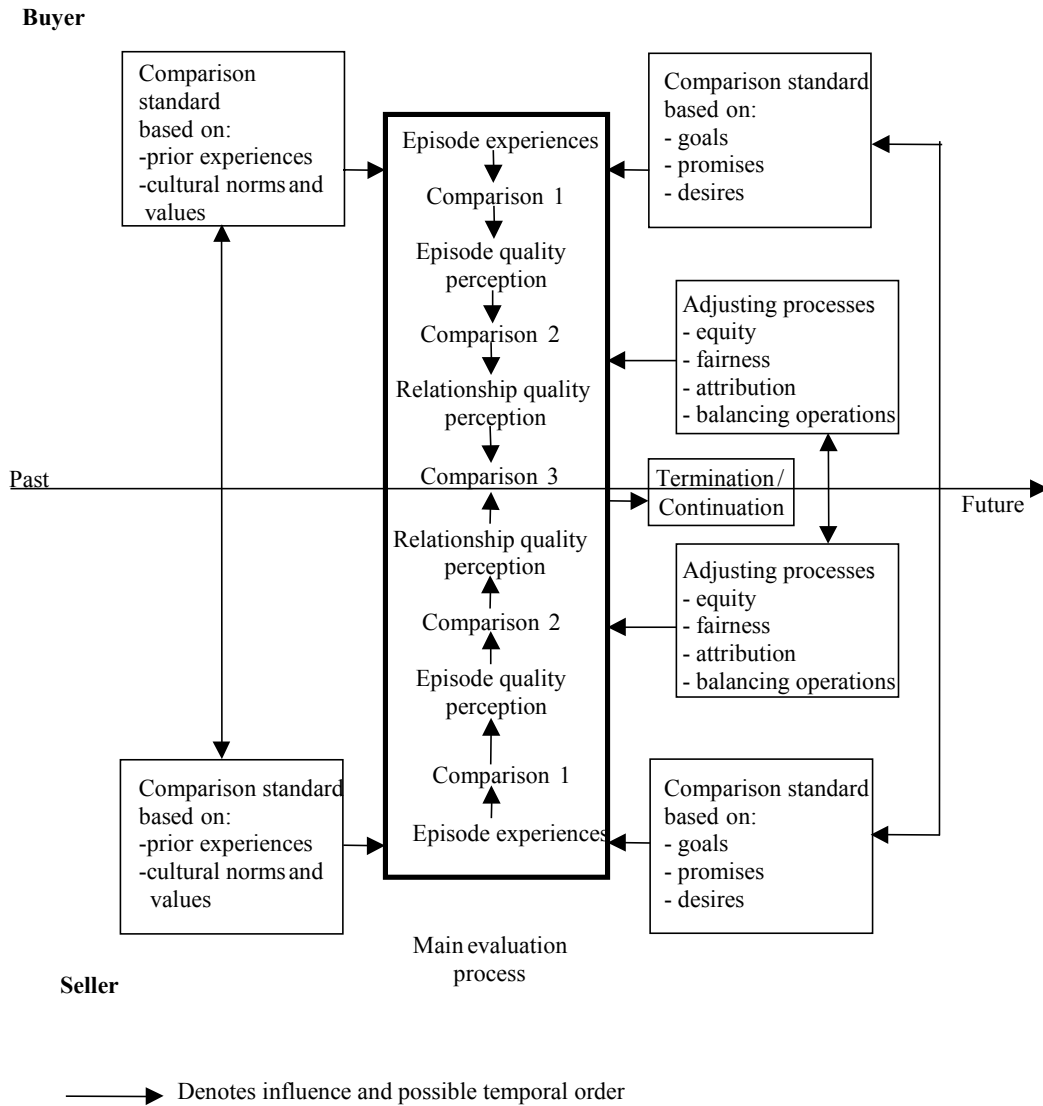 Buyer
Comparison
standard
based on:
-prior experiences
-cultural norms and
values
Episode experiences
Comparison 1
Episode quality
perception
Comparison 2
Relationship quality
perception
Comparison 3
Relationship quality
perception
Comparison 2
Episode quality
perception
Comparison 1
Episode experiences
Comparison standard
based on:
- goals
- promises
- desires
Adjusting processes
- equity
- fairness
- attribution
- balancing operations
Past
Termination /
Continuation
Future
Adjusting processes
- equity
- fairness
- attribution
- balancing operations
Comparison standard
based on:
-prior experiences
-cultural norms and
values
Comparison standard
based on:
- goals
- promises
- desires
Main evaluation
process
Seller
Denotes influence and possible temporal order